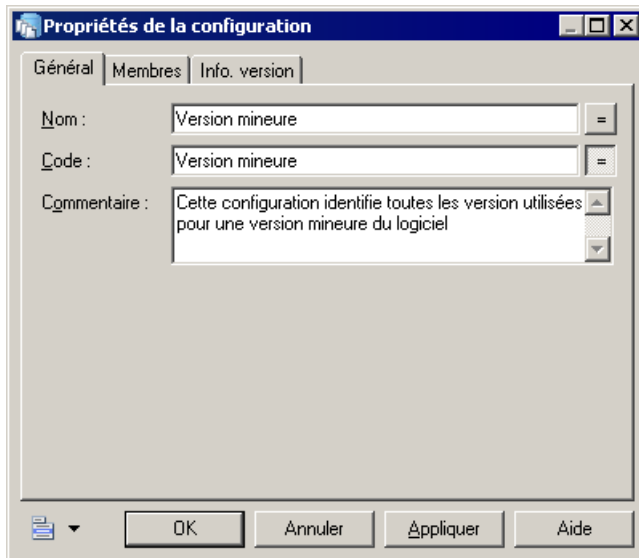 Propriétés de la configuration
Général Membres Info. version
Nom : Version mineure =
Code : Version mineure =
Commentaire : Cette configuration identifie toutes les version utilisées
pour une version mineure du logiciel
OK Annuler Appliquer Aide